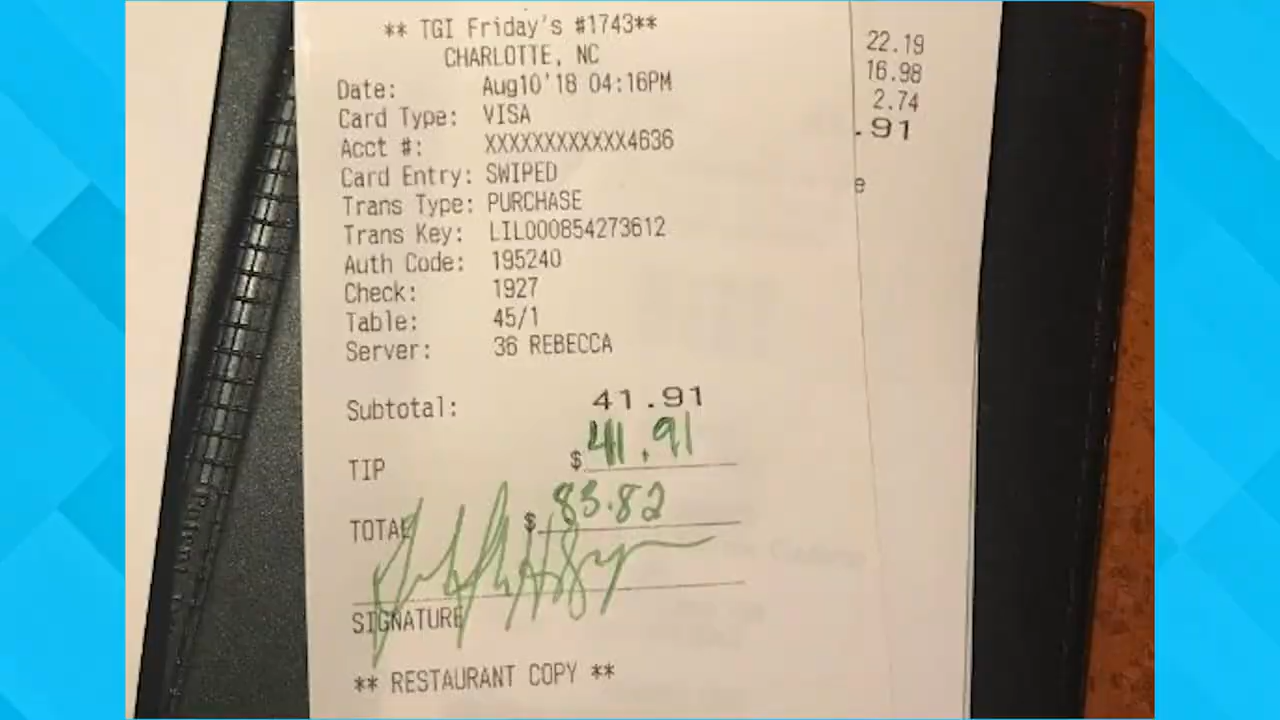 ** TGI Friday's #1743**
CHARLOTTE, NC
Date: Aug10'18 04:16PM
Card Type: VISA
Acct #: XXXXXXXXXXXX4636
Card Entry: SWIPED
Trans Type: PURCHASE
Trans Key: LIL000854273612
Auth Code: 195240
Check: 1927
Table: 45/1
Server: 36 REBECCA
Subtotal: 41.91
TIP $ 41.91
TOTAL $ 83.82
SIGNATURE
** RESTAURANT COPY **
22.19
16.98
2.74
.91
e